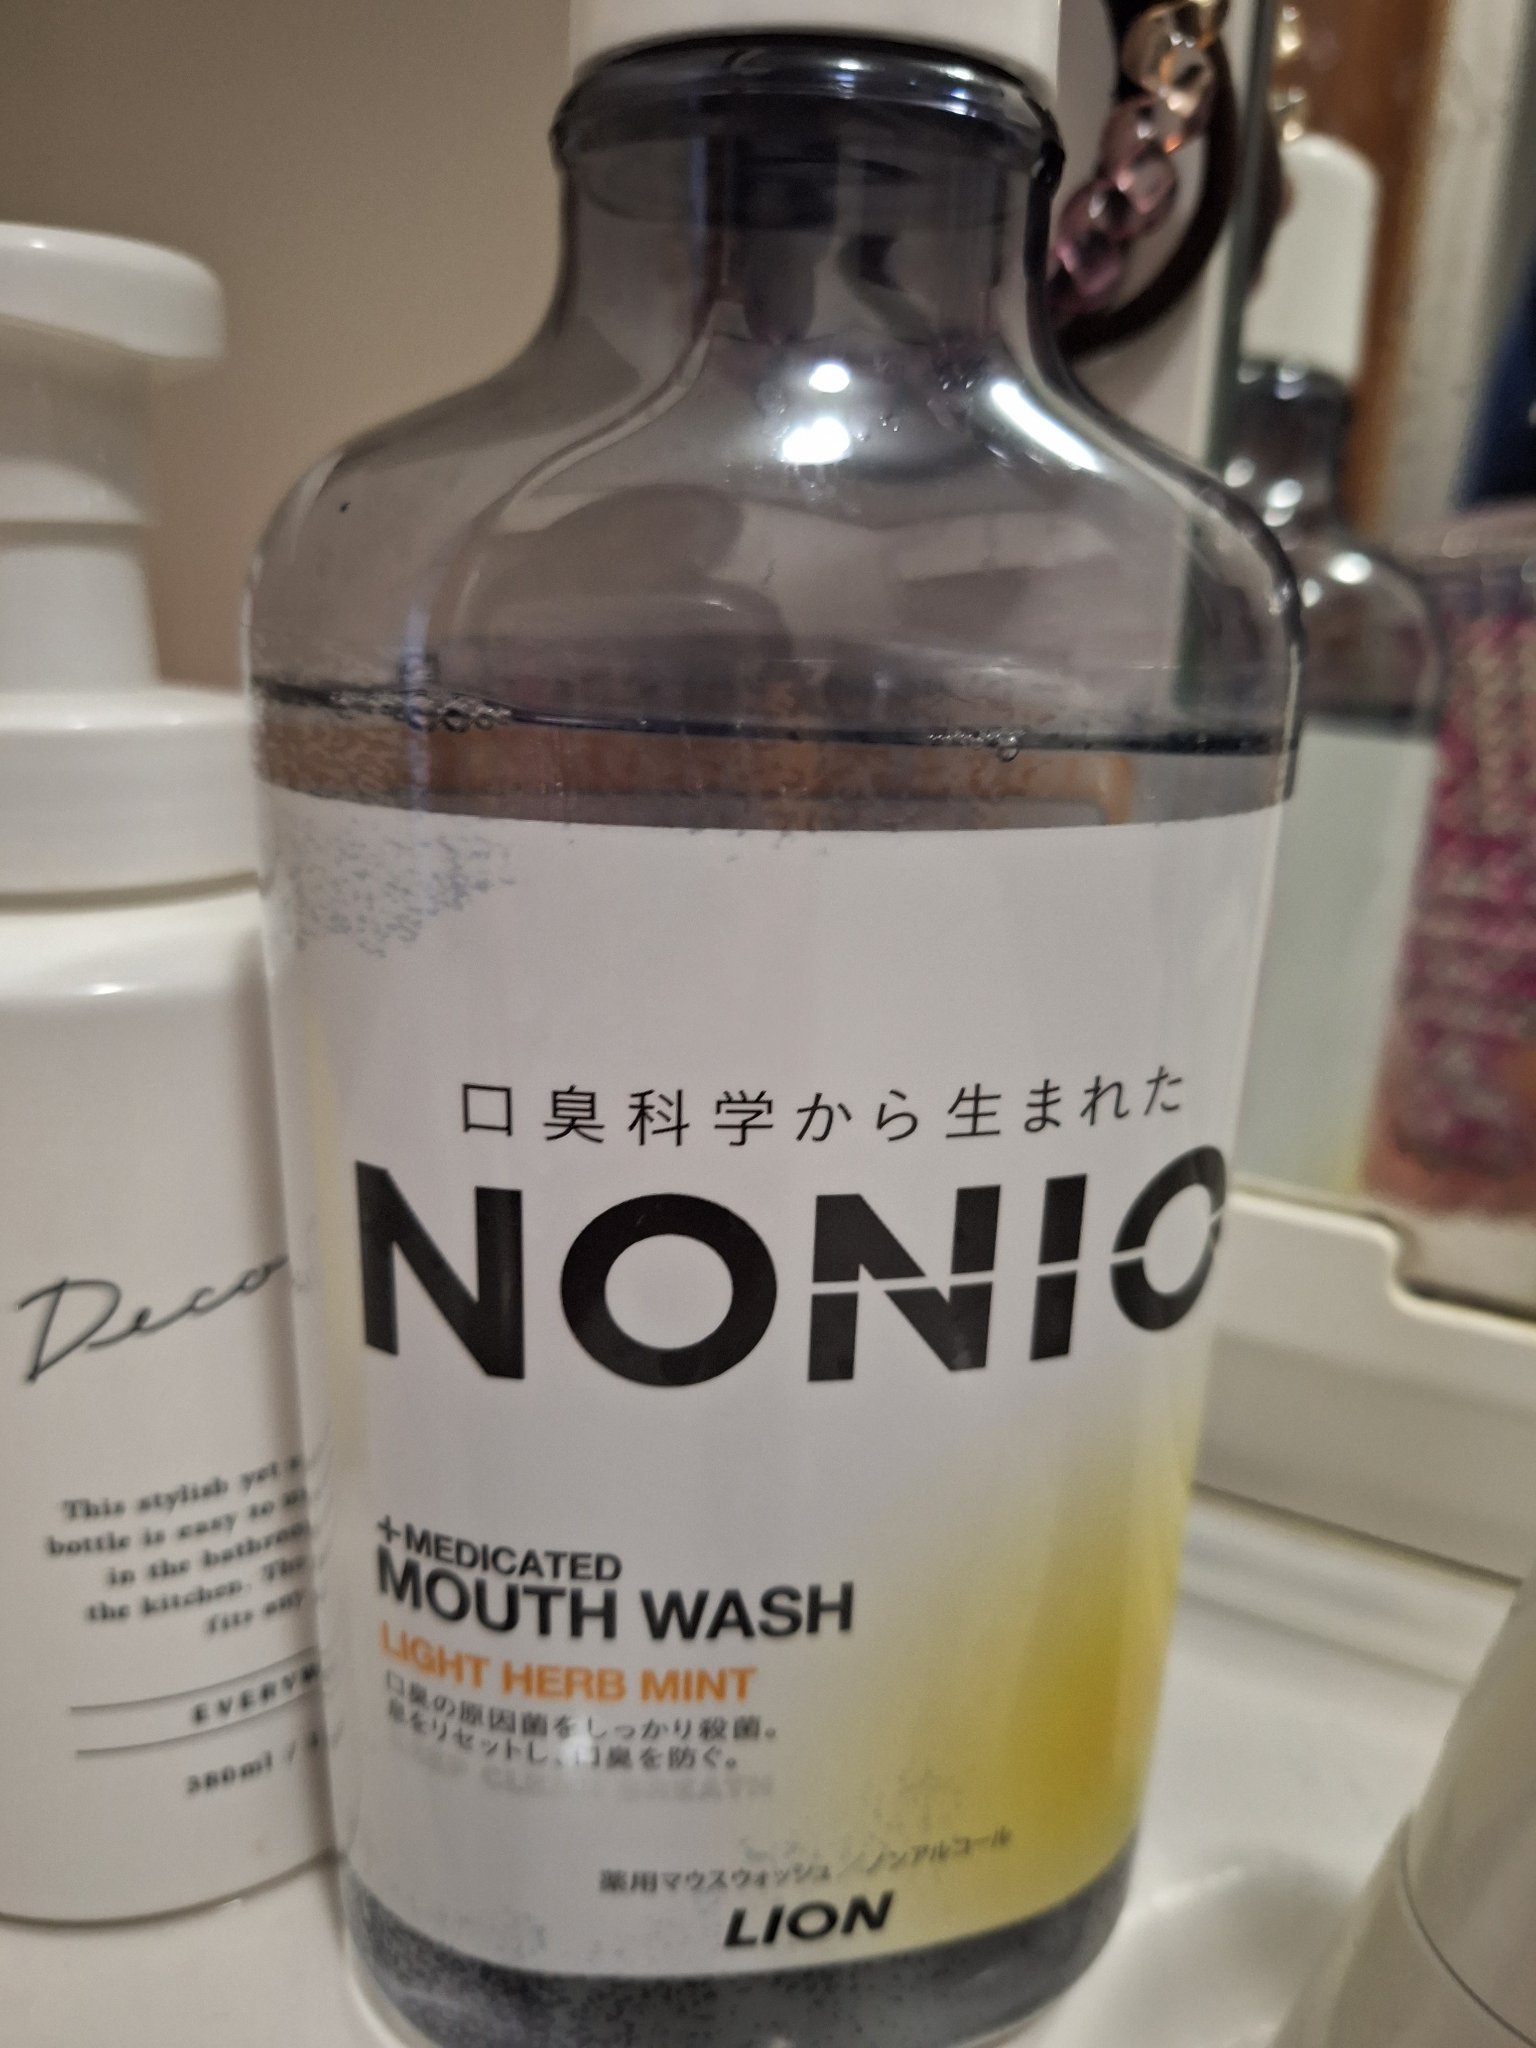 口臭科学から生まれた
NONIO
+MEDICATED
MOUTH WASH
LIGHT HERB MINT
口臭の原因菌をしっかり殺菌。
息をリセットし、口臭を防ぐ。
CLEAR BREATH
薬用マウスウォッシュ/ノンアルコール
LION
Deco
This stylish yet
bottle is easy to
in the bathroom
the kitchen.
fits
380ml /